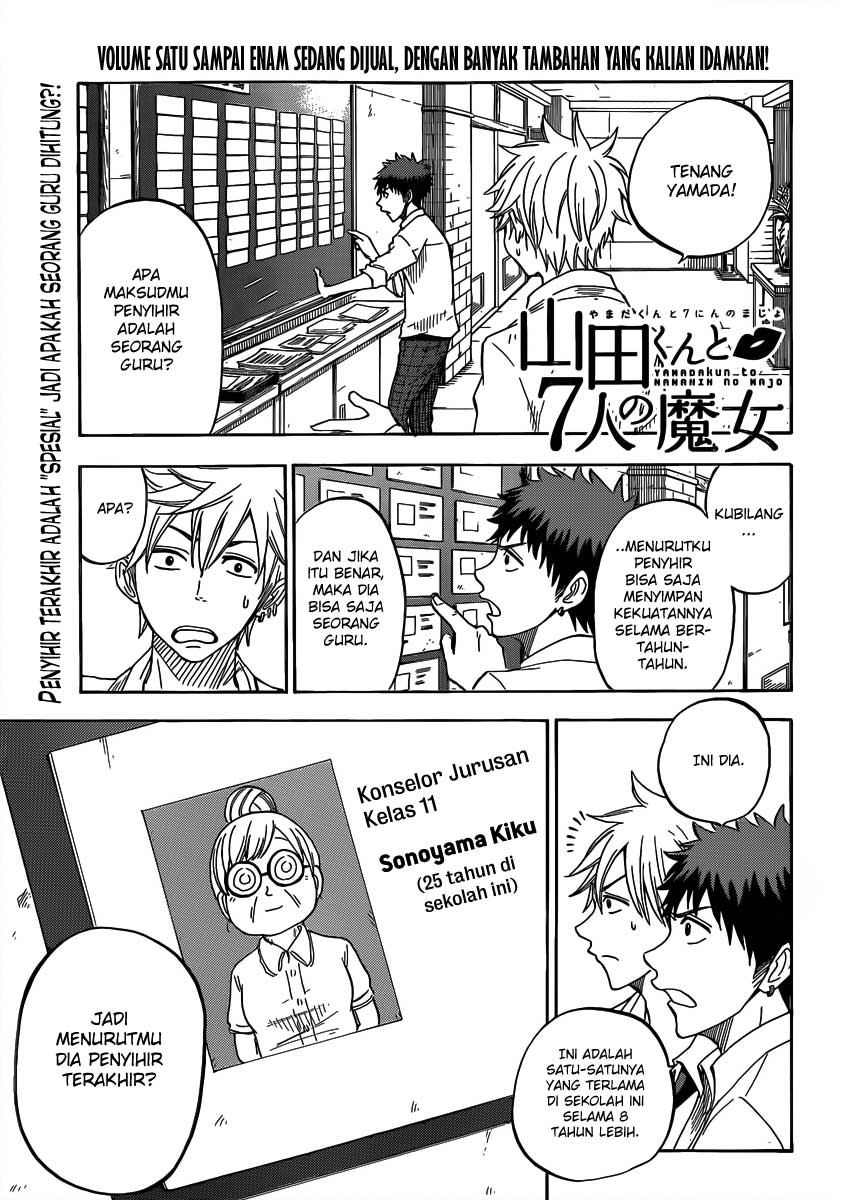 VOLUME SATU SAMPAI ENAM SEDANG DIJUAL, DENGAN BANYAK TAMBAHAN YANG KALIAN IDAMKAN!
PENYIHIR TERAKHIR ADALAH "SPESIAL" JADI APAKAH SEORANG GURU DIHITUNG?!
TENANG
YAMADA!
APA
MAKSUDMU
PENYIHIR
ADALAH
SEORANG
GURU?
やまだくんと7にんのまじょ
山田くんと
YAMADAKUN to
NANANIN no MAJO
7人の魔女
KUBILANG
...
..MENURUTKU
PENYIHIR
BISA SAJA
MENYIMPAN
KEKUATANNYA
SELAMA BER-
TAHUN-
TAHUN.
DAN JIKA
ITU BENAR,
MAKA DIA
BISA SAJA
SEORANG
GURU.
APA?
INI DIA.
INI ADALAH
SATU-SATUNYA
YANG TERLAMA
DI SEKOLAH INI
SELAMA 8
TAHUN LEBIH.
Konselor Jurusan
Kelas 11
Sonoyama Kiku
(25 tahun di
sekolah ini)
JADI
MENURUTMU
DIA PENYIHIR
TERAKHIR?